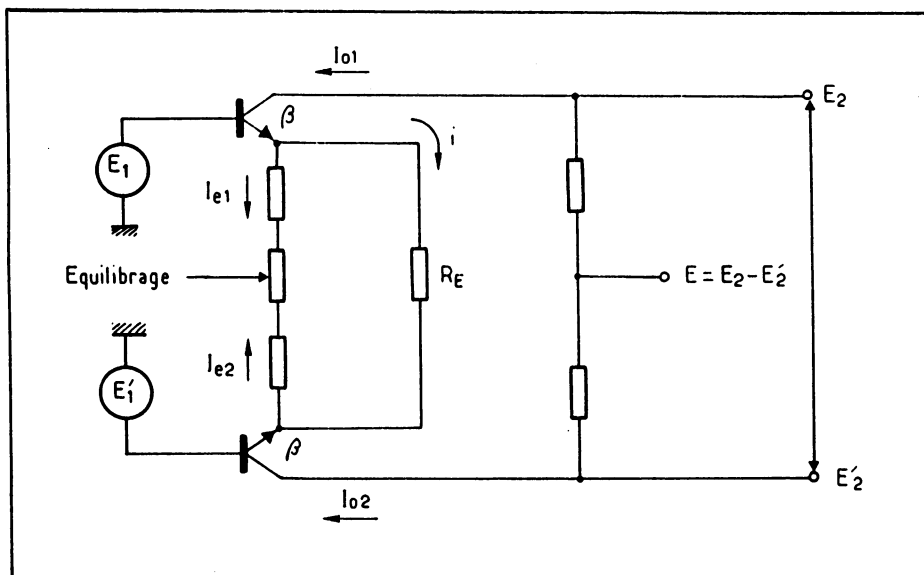 I01
E2
β
i
E1
Ie1
Equilibrage
RE
E = E2 – E′2
Ie2
E′1
β
I02
E′2